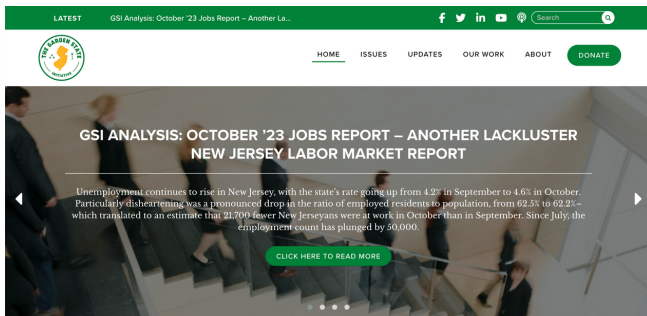 LATEST
GSI Analysis: October '23 Jobs Report – Another La...
Search
THE GARDEN STATE
INITIATIVE
HOME
ISSUES
UPDATES
OUR WORK
ABOUT
DONATE
GSI ANALYSIS: OCTOBER ’23 JOBS REPORT – ANOTHER LACKLUSTER
NEW JERSEY LABOR MARKET REPORT
Unemployment continues to rise in New Jersey, with the state's rate going up from 4.2% in September to 4.6% in October.
Particularly disheartening was a pronounced drop in the ratio of employed residents to population, from 62.5% to 62.2%–
which translated to an estimate that 21,700 fewer New Jerseyans were at work in October than in September. Since July, the
employment count has plunged by 50,000.
CLICK HERE TO READ MORE